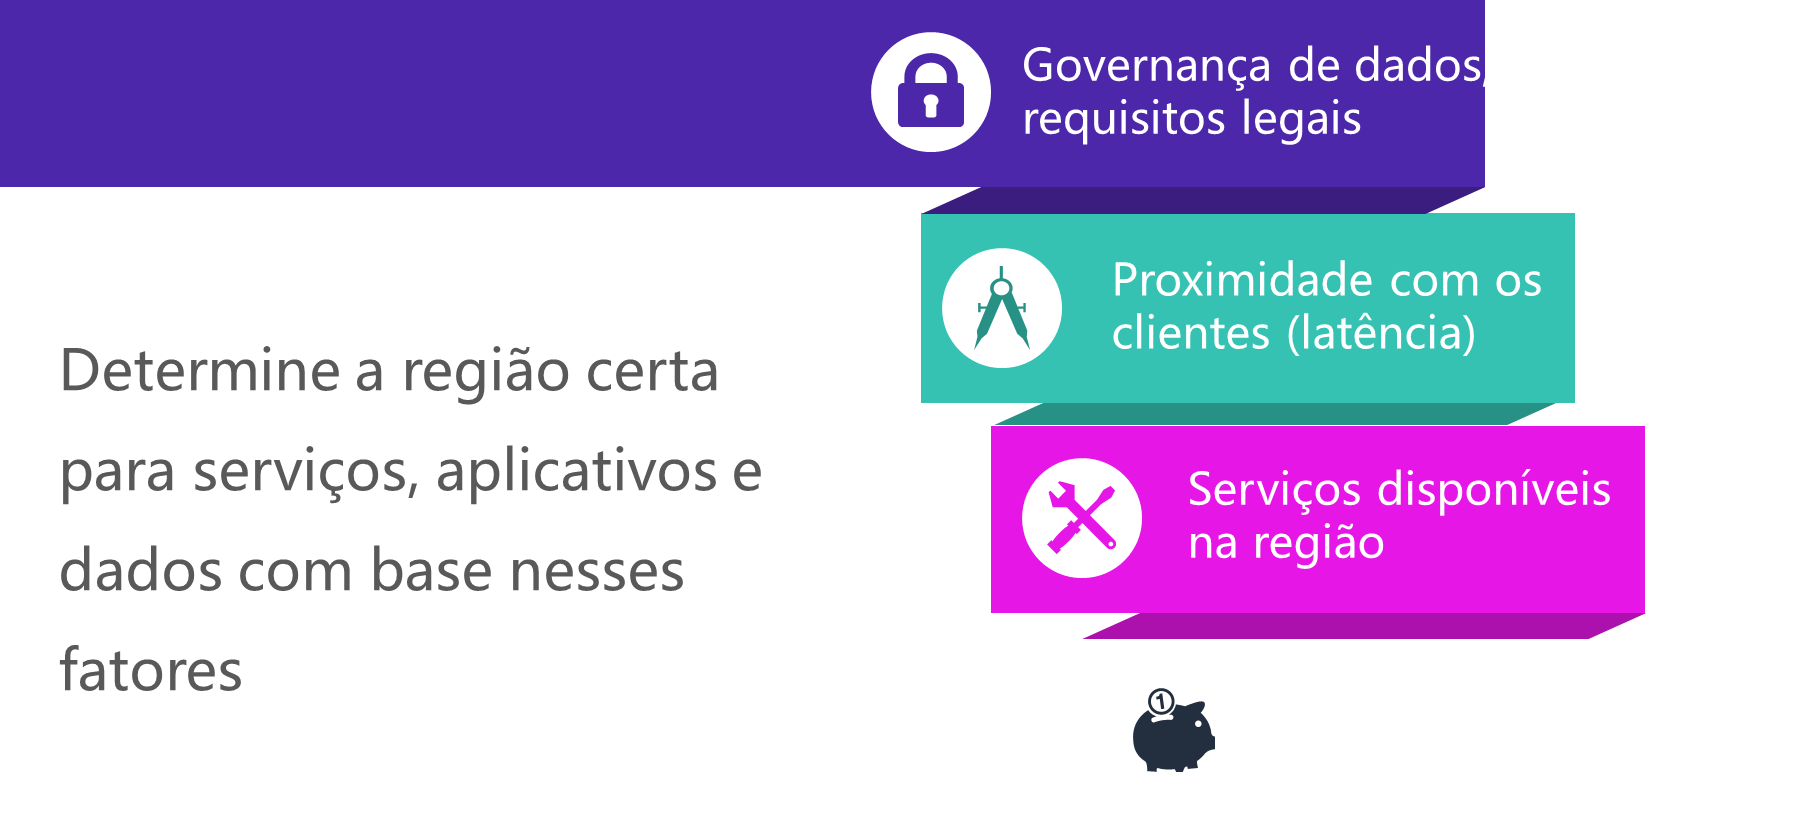 Governança de dados,
requisitos legais
Proximidade com os
clientes (latência)
Determine a região certa
para serviços, aplicativos e
dados com base nesses
fatores
Serviços disponíveis
na região
1